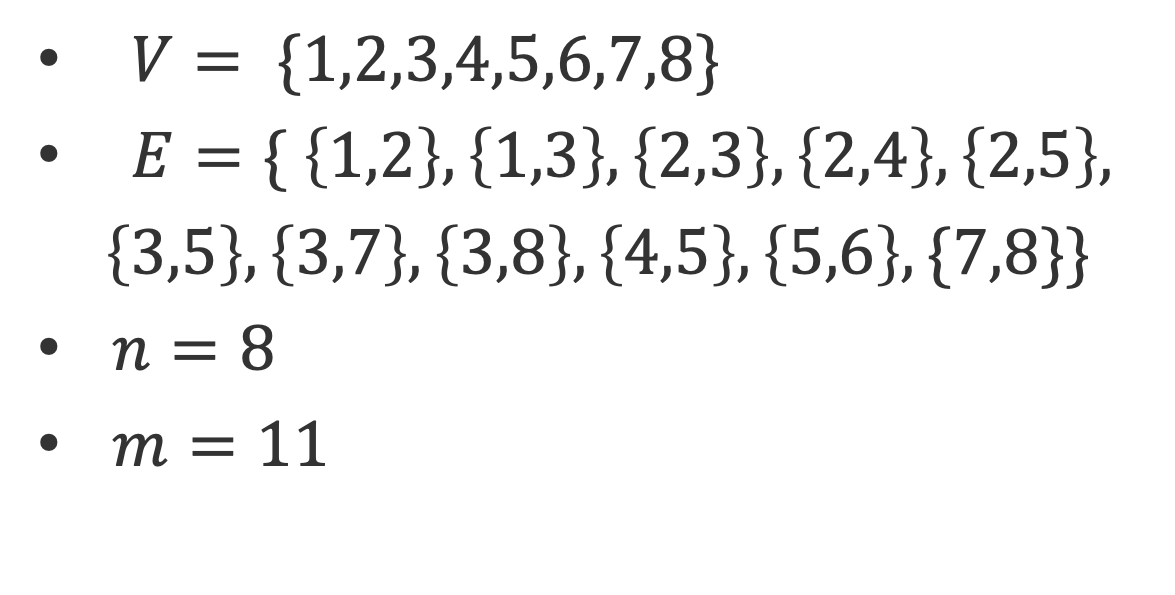 • V = {1,2,3,4,5,6,7,8}
• E = { {1,2}, {1,3}, {2,3}, {2,4}, {2,5},
{3,5}, {3,7}, {3,8}, {4,5}, {5,6}, {7,8}}
• n = 8
• m = 11